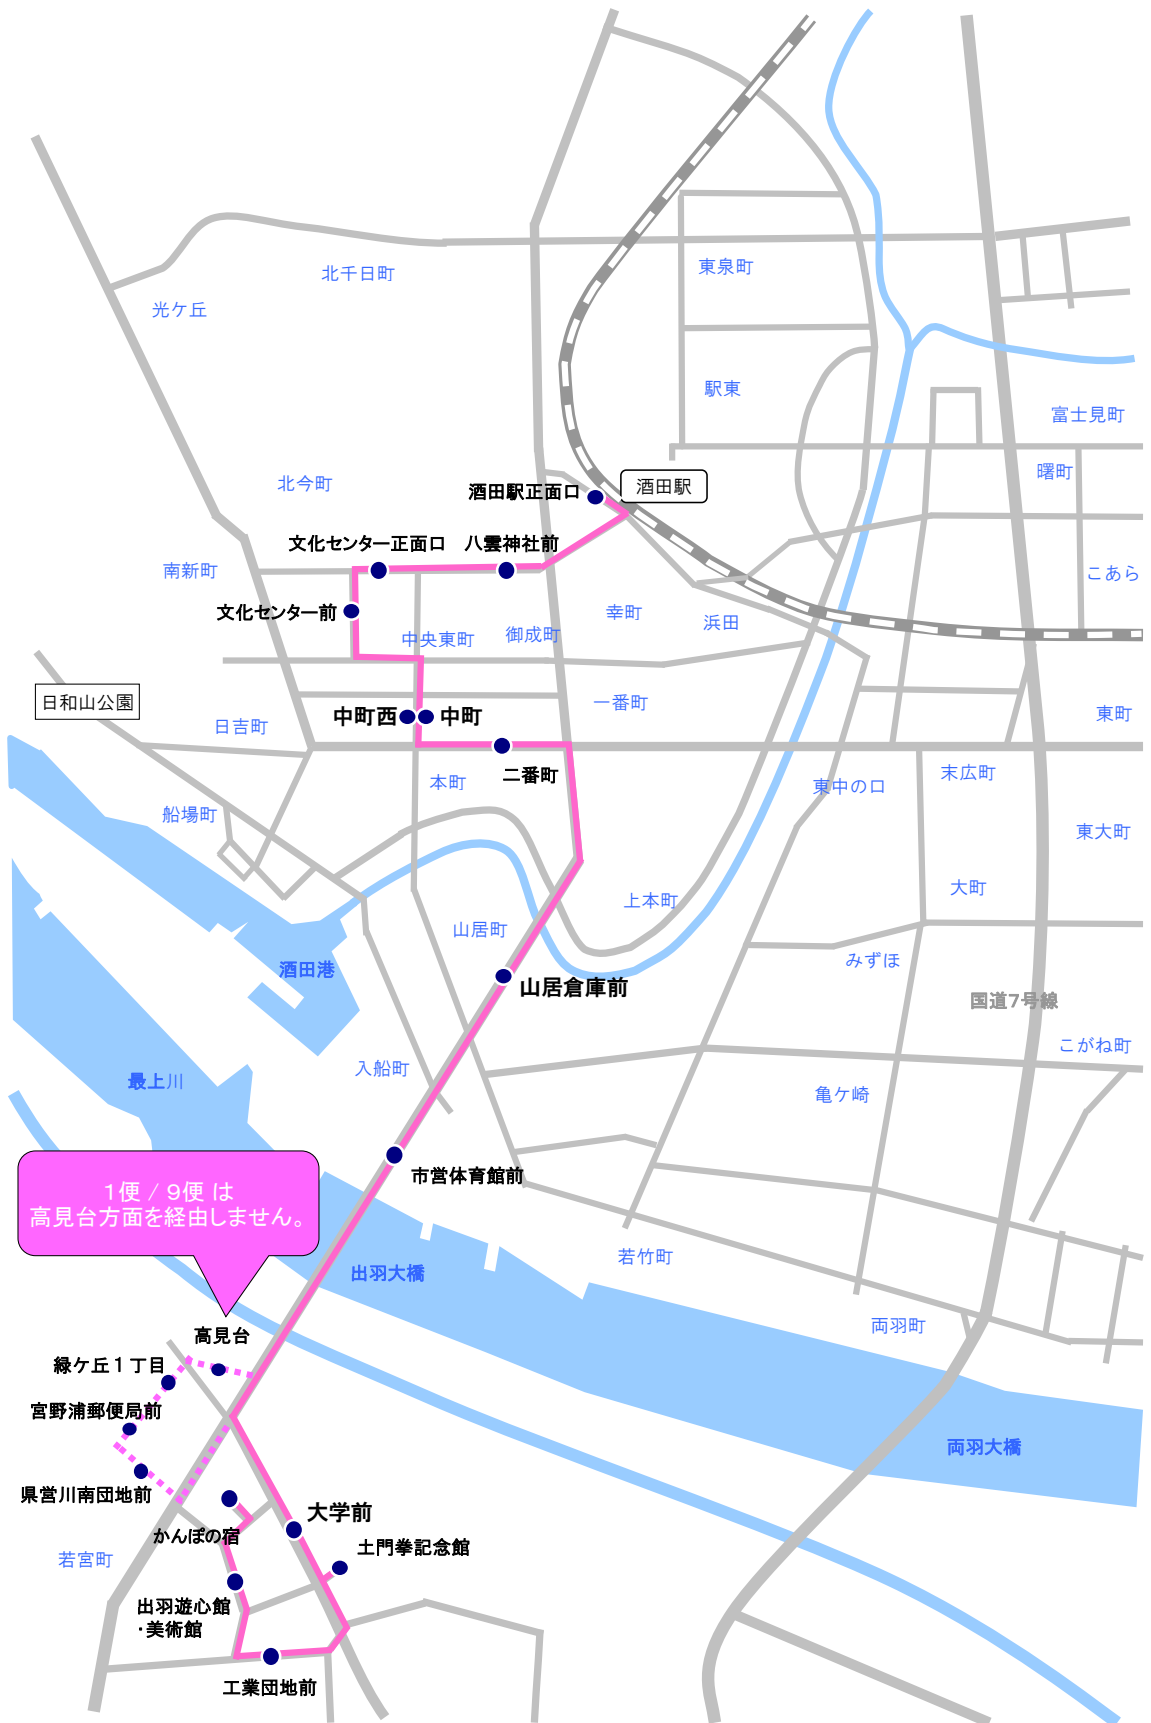 東泉町
北千日町
光ケ丘
駅東
富士見町
曙町
北今町
酒田駅正面口
酒田駅
文化センター正面口
八雲神社前
南新町
こあら
文化センター前
幸町
浜田
中央東町
御成町
日和山公園
一番町
中町西
中町
東町
日吉町
二番町
末広町
本町
東中の口
船場町
東大町
大町
上本町
山居町
みずほ
酒田港
山居倉庫前
国道7号線
こがね町
入船町
最上川
亀ケ崎
市営体育館前
1便 / 9便 は
高見台方面を経由しません。
若竹町
出羽大橋
両羽町
高見台
緑ケ丘1丁目
宮野浦郵便局前
両羽大橋
県営川南団地前
大学前
かんぽの宿
土門拳記念館
若宮町
出羽遊心館
・美術館
工業団地前